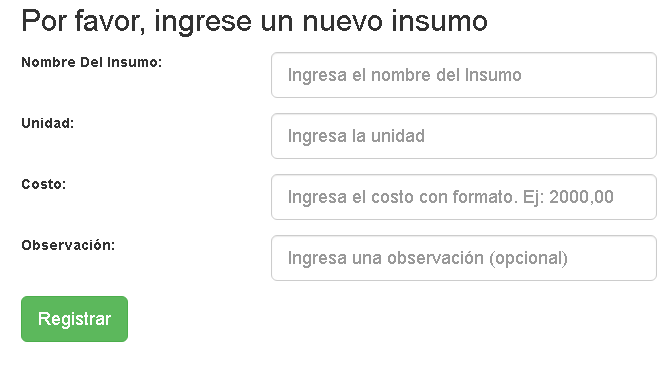 Por favor, ingrese un nuevo insumo
Nombre Del Insumo:
Ingresa el nombre del Insumo
Unidad:
Ingresa la unidad
Costo:
Ingresa el costo con formato. Ej: 2000,00
Observación:
Ingresa una observación (opcional)
Registrar